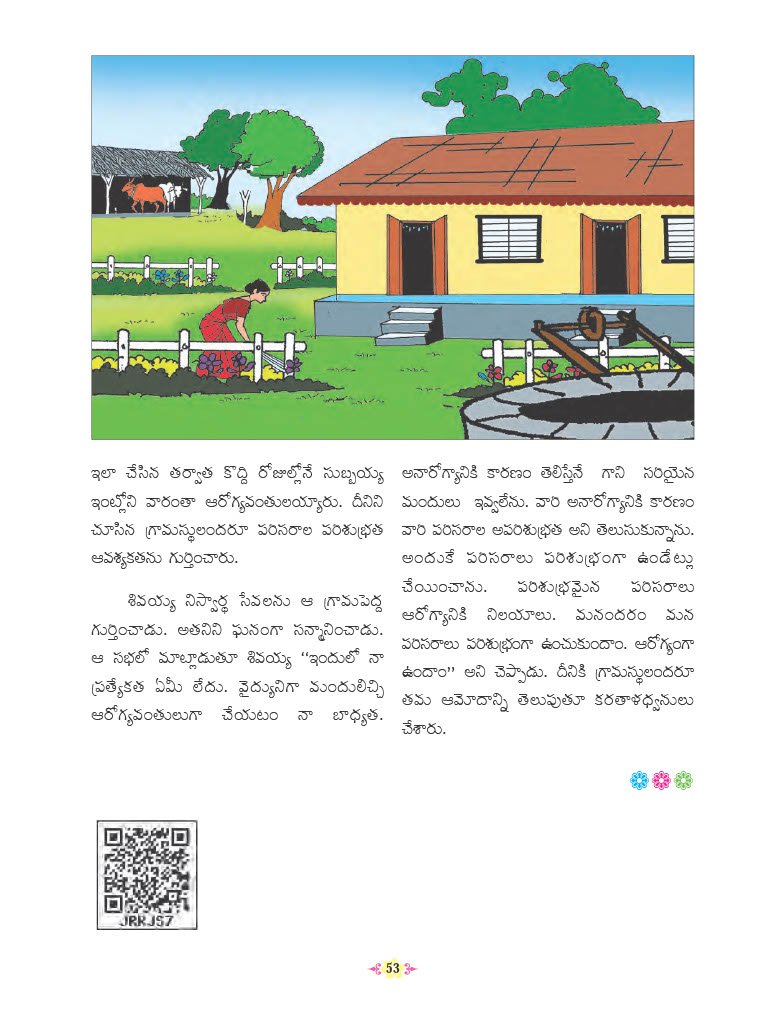 ఇలా చేసిన తర్వాత కొద్ది రోజుల్లోనే సుబ్బయ్య
ఇంట్లోని వారంతా ఆరోగ్యవంతులయ్యారు. దీనిని
చూసిన గ్రామస్థులందరూ పరిసరాల పరిశుభ్రత
ఆవశ్యకతను గుర్తించారు.
శివయ్య నిస్వార్థ సేవలను ఆ గ్రామపెద్ద
గుర్తించాడు. అతనిని ఘనంగా సన్మానించాడు.
ఆ సభలో మాట్లాడుతూ శివయ్య “ఇందులో నా
ప్రత్యేకత ఏమీ లేదు. వైద్యునిగా మందులిచ్చి
ఆరోగ్యవంతులుగా చేయటం నా బాధ్యత.
అనారోగ్యానికి కారణం తెలిస్తేనే గాని సరియైన
మందులు ఇవ్వలేను. వారి అనారోగ్యానికి కారణం
వారి పరిసరాల అపరిశుభ్రత అని తెలుసుకున్నాను.
అందుకే పరిసరాలు పరిశుభ్రంగా ఉండేట్లు
చేయించాను. పరిశుభ్రమైన పరిసరాలు
ఆరోగ్యానికి నిలయాలు. మనందరం మన
పరిసరాలు పరిశుభ్రంగా ఉంచుకుందాం. ఆరోగ్యంగా
ఉందాం” అని చెప్పాడు. దీనికి గ్రామస్థులందరూ
తమ ఆమోదాన్ని తెలుపుతూ కరతాళధ్వనులు
చేశారు.
JRRJS7
53